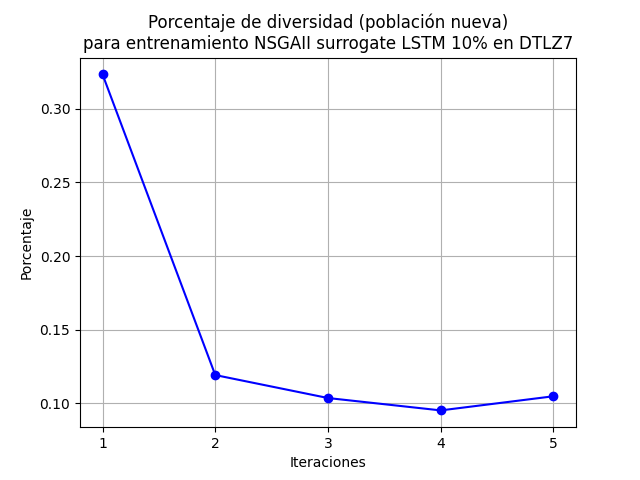 Porcentaje de diversidad (población nueva)
para entrenamiento NSGAII surrogate LSTM 10% en DTLZ7
Porcentaje
0.30
0.25
0.20
0.15
0.10
1 2 3 4 5
Iteraciones